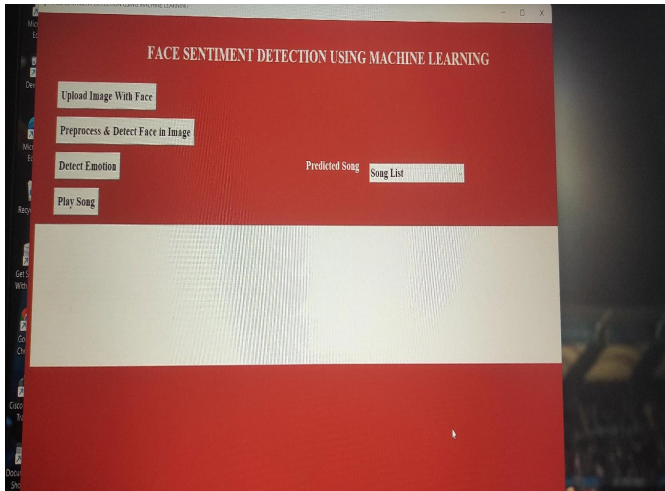 FACE SENTIMENT DETECTION USING MACHINE LEARNING
Upload Image With Face
Preprocess & Detect Face in Image
Detect Emotion
Predicted Song
Song List
Play Song